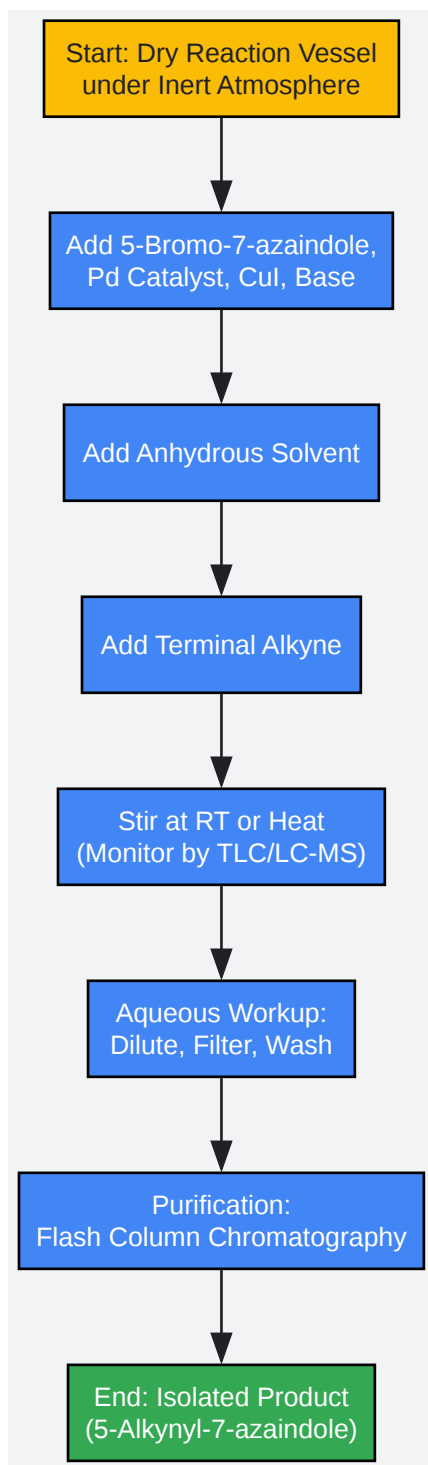 Start: Dry Reaction Vessel
under Inert Atmosphere
Add 5-Bromo-7-azaindole,
Pd Catalyst, CuI, Base
Add Anhydrous Solvent
Add Terminal Alkyne
Stir at RT or Heat
(Monitor by TLC/LC-MS)
Aqueous Workup:
Dilute, Filter, Wash
Purification:
Flash Column Chromatography
End: Isolated Product
(5-Alkynyl-7-azaindole)